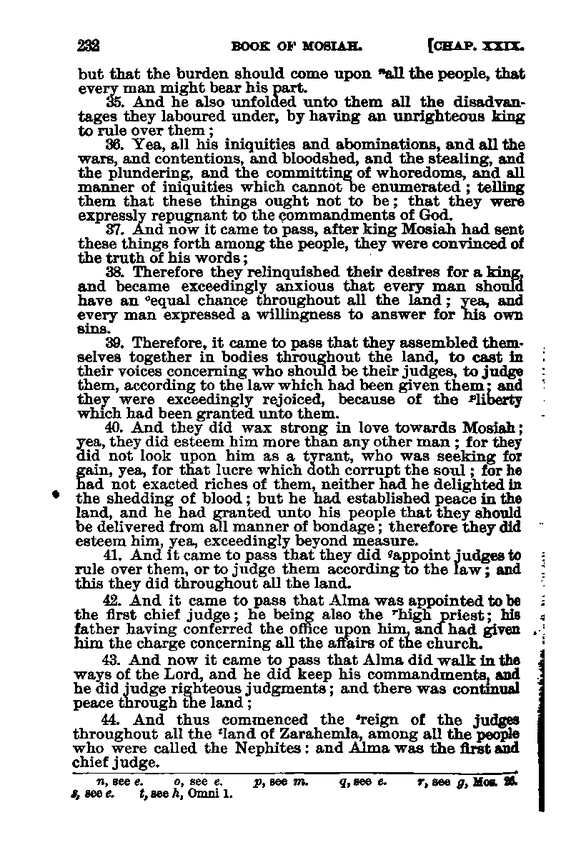 232 BOOK OF MOSIAH. [CHAP. XXIX.
but that the burden should come upon ⁿall the people, that
every man might bear his part.
35. And he also unfolded unto them all the disadvan-
tages they laboured under, by having an unrighteous king
to rule over them ;
36. Yea, all his iniquities and abominations, and all the
wars, and contentions, and bloodshed, and the stealing, and
the plundering, and the committing of whoredoms, and all
manner of iniquities which cannot be enumerated ; telling
them that these things ought not to be ; that they were
expressly repugnant to the commandments of God.
37. And now it came to pass, after king Mosiah had sent
these things forth among the people, they were convinced of
the truth of his words ;
38. Therefore they relinquished their desires for a king,
and became exceedingly anxious that every man should
have an ᵒequal chance throughout all the land ; yea, and
every man expressed a willingness to answer for his own
sins.
39. Therefore, it came to pass that they assembled them-
selves together in bodies throughout the land, to cast in
their voices concerning who should be their judges, to judge
them, according to the law which had been given them ; and
they were exceedingly rejoiced, because of the ᵖliberty
which had been granted unto them.
40. And they did wax strong in love towards Mosiah ;
yea, they did esteem him more than any other man ; for they
did not look upon him as a tyrant, who was seeking for
gain, yea, for that lucre which doth corrupt the soul ; for he
had not exacted riches of them, neither had he delighted in
the shedding of blood ; but he had established peace in the
land, and he had granted unto his people that they should
be delivered from all manner of bondage ; therefore they did
esteem him, yea, exceedingly beyond measure.
41. And it came to pass that they did qappoint judges to
rule over them, or to judge them according to the law ; and
this they did throughout all the land.
42. And it came to pass that Alma was appointed to be
the first chief judge ; he being also the ʳhigh priest ; his
father having conferred the office upon him, and had given
him the charge concerning all the affairs of the church.
43. And now it came to pass that Alma did walk in the
ways of the Lord, and he did keep his commandments, and
he did judge righteous judgments ; and there was continual
peace through the land ;
44. And thus commenced the ˢreign of the judges
throughout all the ᵗland of Zarahemla, among all the people
who were called the Nephites : and Alma was the first and
chief judge.
n, see e. o, see e. p, see m. q, see e. r, see g, Mos. 26.
s, see e. t, see h, Omni 1.